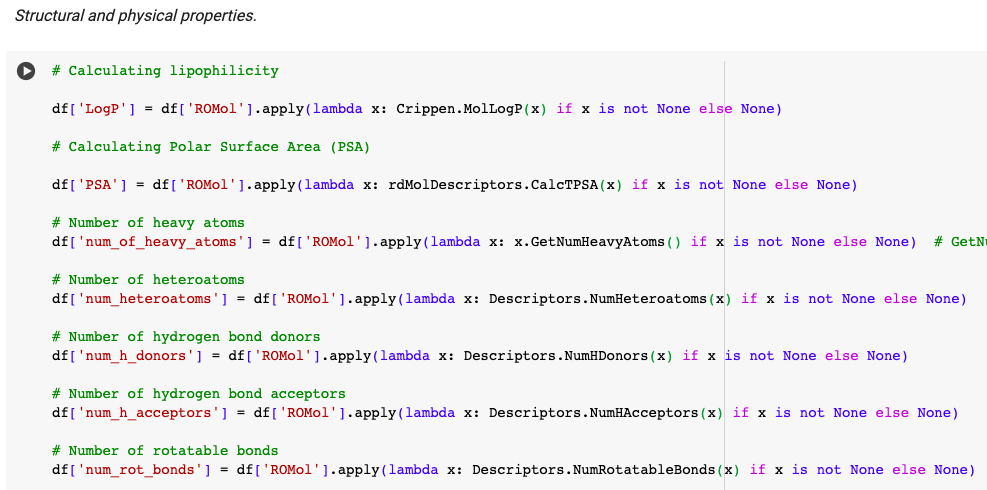 Structural and physical properties.
# Calculating lipophilicity
df['LogP'] = df['ROMol'].apply(lambda x: Crippen.MolLogP(x) if x is not None else None)
# Calculating Polar Surface Area (PSA)
df['PSA'] = df['ROMol'].apply(lambda x: rdMolDescriptors.CalcTPSA(x) if x is not None else None)
# Number of heavy atoms
df['num_of_heavy_atoms'] = df['ROMol'].apply(lambda x: x.GetNumHeavyAtoms() if x is not None else None)  # GetN
# Number of heteroatoms
df['num_heteroatoms'] = df['ROMol'].apply(lambda x: Descriptors.NumHeteroatoms(x) if x is not None else None)
# Number of hydrogen bond donors
df['num_h_donors'] = df['ROMol'].apply(lambda x: Descriptors.NumHDonors(x) if x is not None else None)
# Number of hydrogen bond acceptors
df['num_h_acceptors'] = df['ROMol'].apply(lambda x: Descriptors.NumHAcceptors(x) if x is not None else None)
# Number of rotatable bonds
df['num_rot_bonds'] = df['ROMol'].apply(lambda x: Descriptors.NumRotatableBonds(x) if x is not None else None)